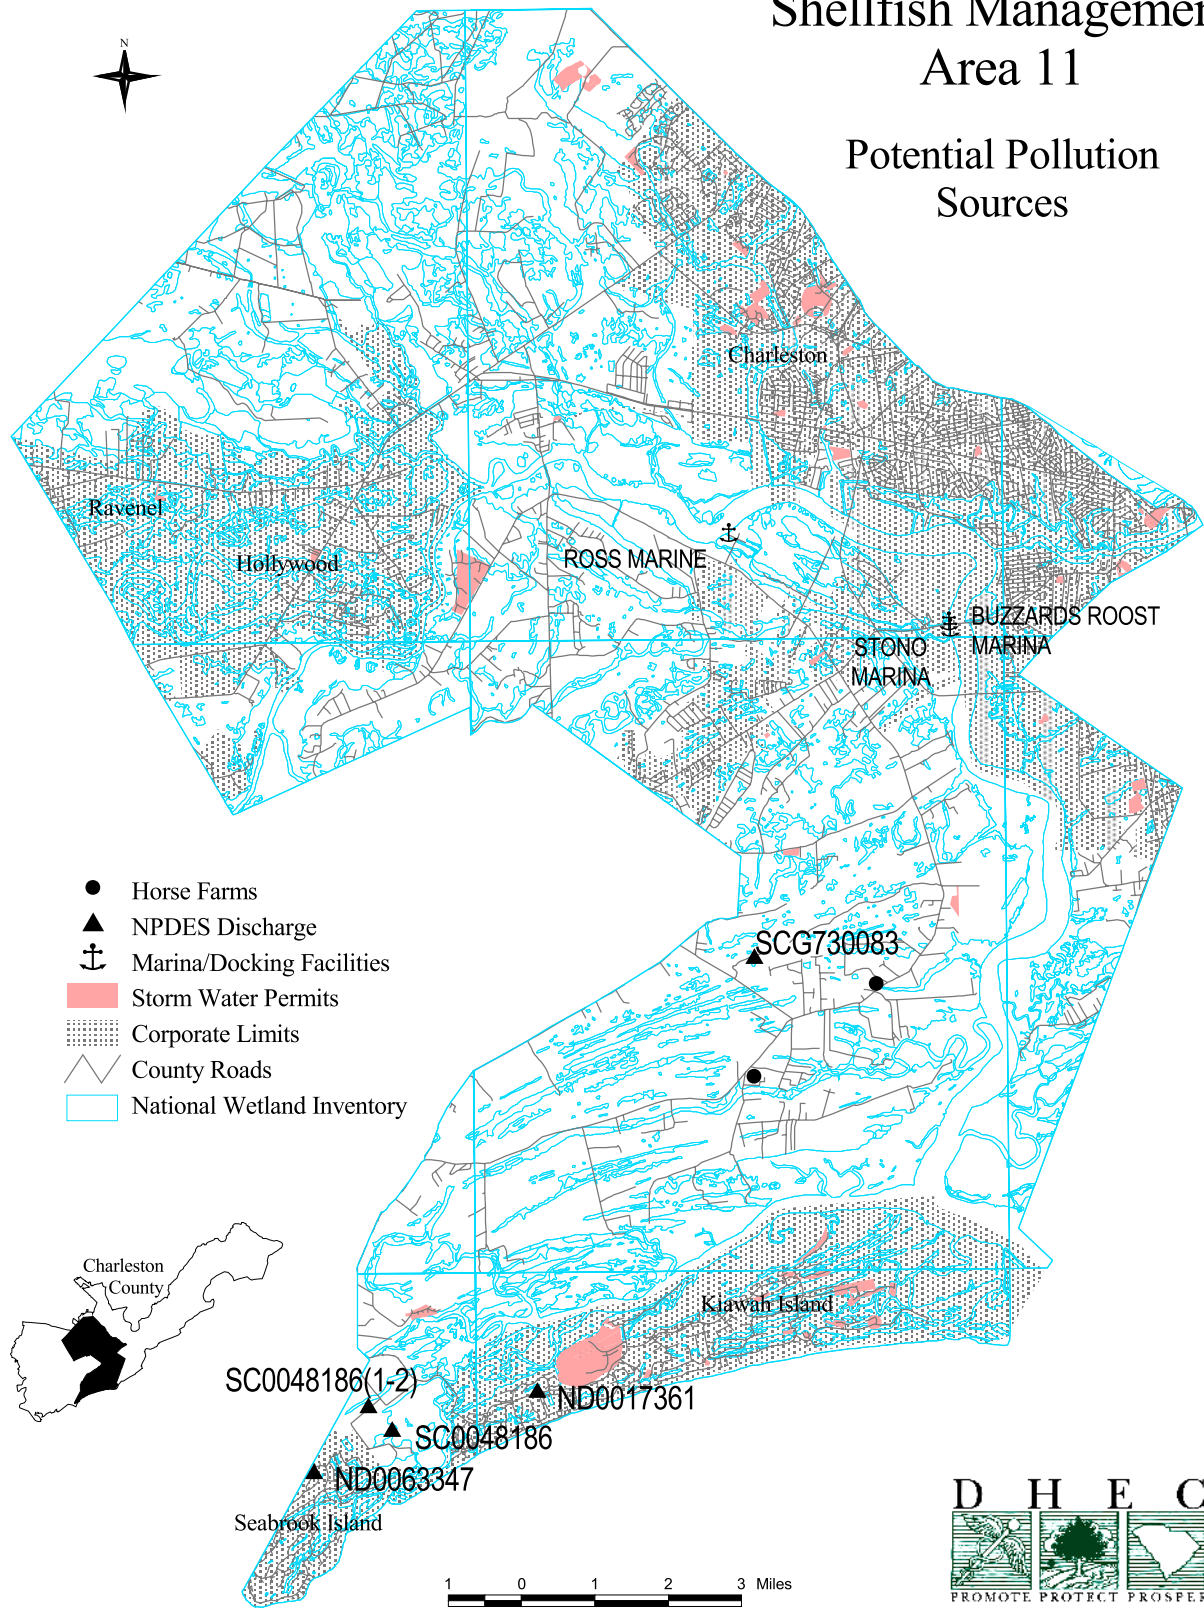 Shellfish Managemen
Area 11
Potential Pollution
Sources
N
Charleston
Ravenel
Hollywood
ROSS MARINE
BUZZARDS ROOST
MARINA
STONO
MARINA
Horse Farms
NPDES Discharge
Marina/Docking Facilities
Storm Water Permits
Corporate Limits
County Roads
National Wetland Inventory
SCG730083
Charleston
County
Kiawah Island
SC0048186(1-2)
ND0017361
SC0048186
ND0063347
Seabrook Island
1 0 1 2 3 Miles
D H E C
PROMOTE PROTECT PROSPER